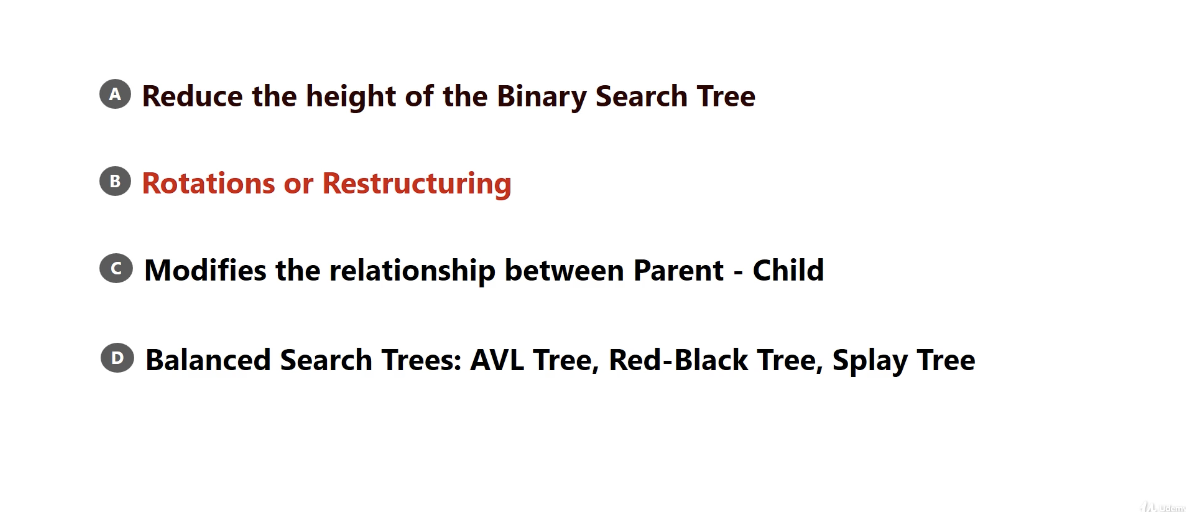 A Reduce the height of the Binary Search Tree
B Rotations or Restructuring
C Modifies the relationship between Parent - Child
D Balanced Search Trees: AVL Tree, Red-Black Tree, Splay Tree